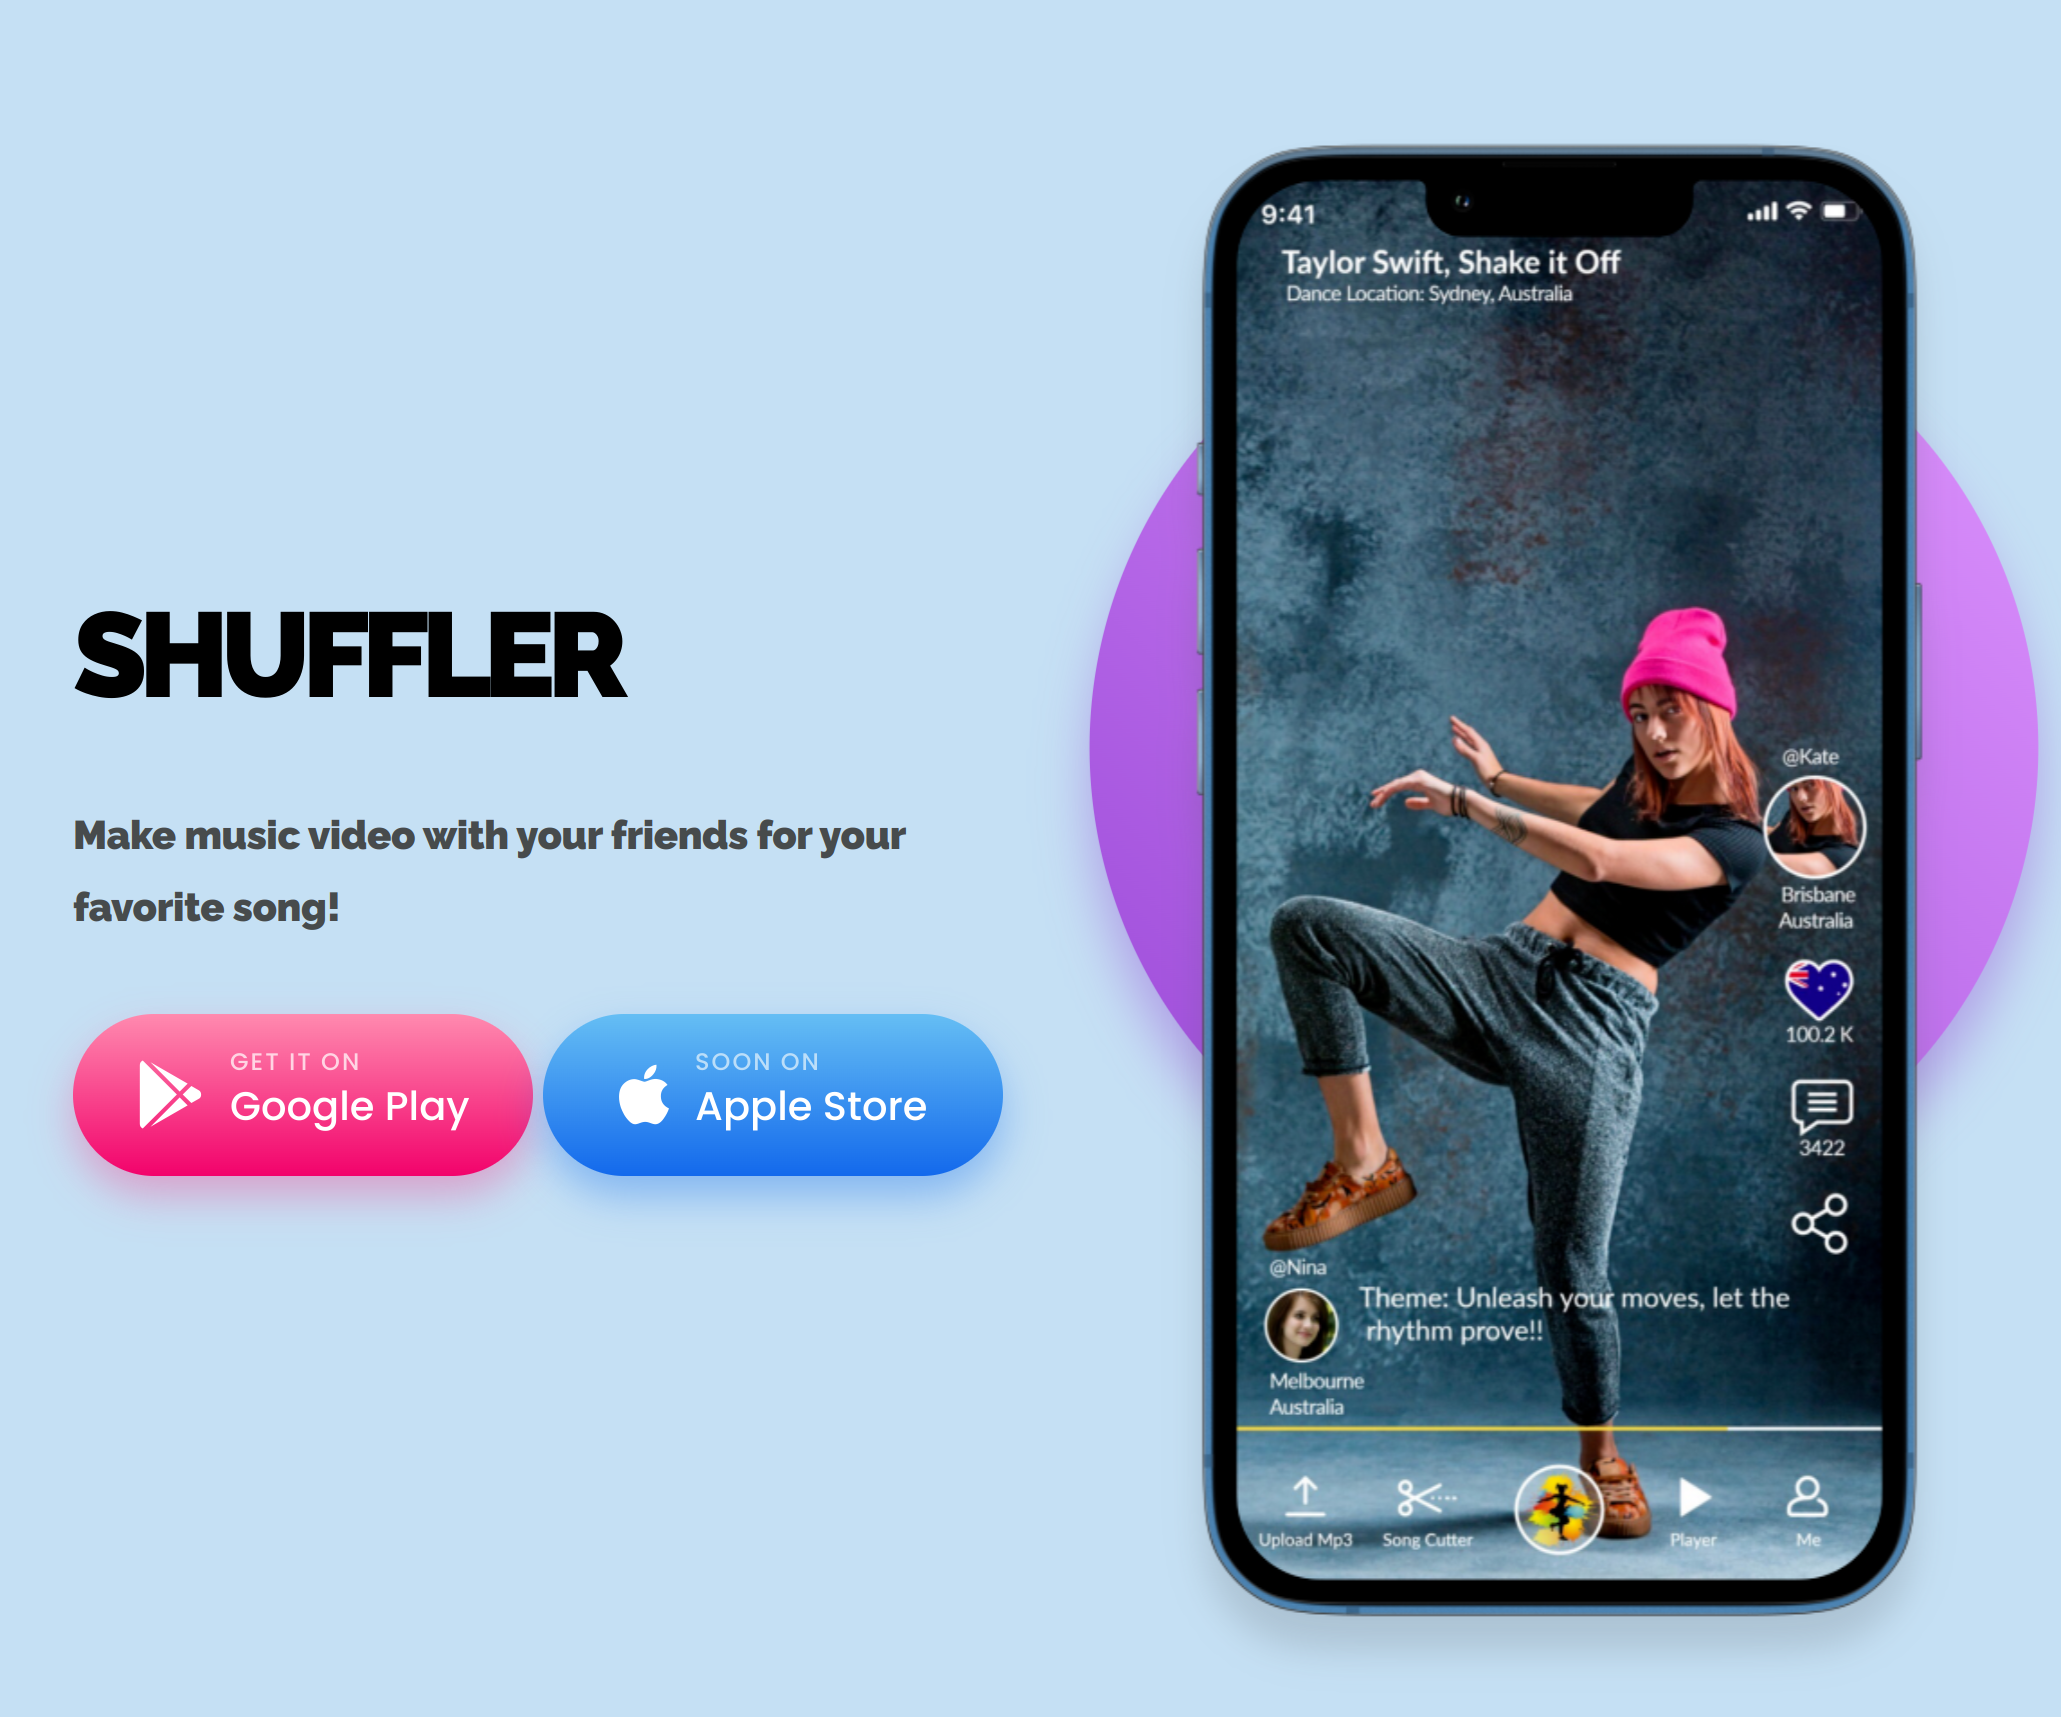 SHUFFLER
Make music video with your friends for your
favorite song!
GET IT ON
Google Play
SOON ON
Apple Store
9:41
Taylor Swift, Shake it Off
Dance Location: Sydney, Australia
@Kate
Brisbane
Australia
100.2 K
3422
@Nina
Theme: Unleash your moves, let the
rhythm prove!!
Melbourne
Australia
Upload Mp3
Song Cutter
Player
Me